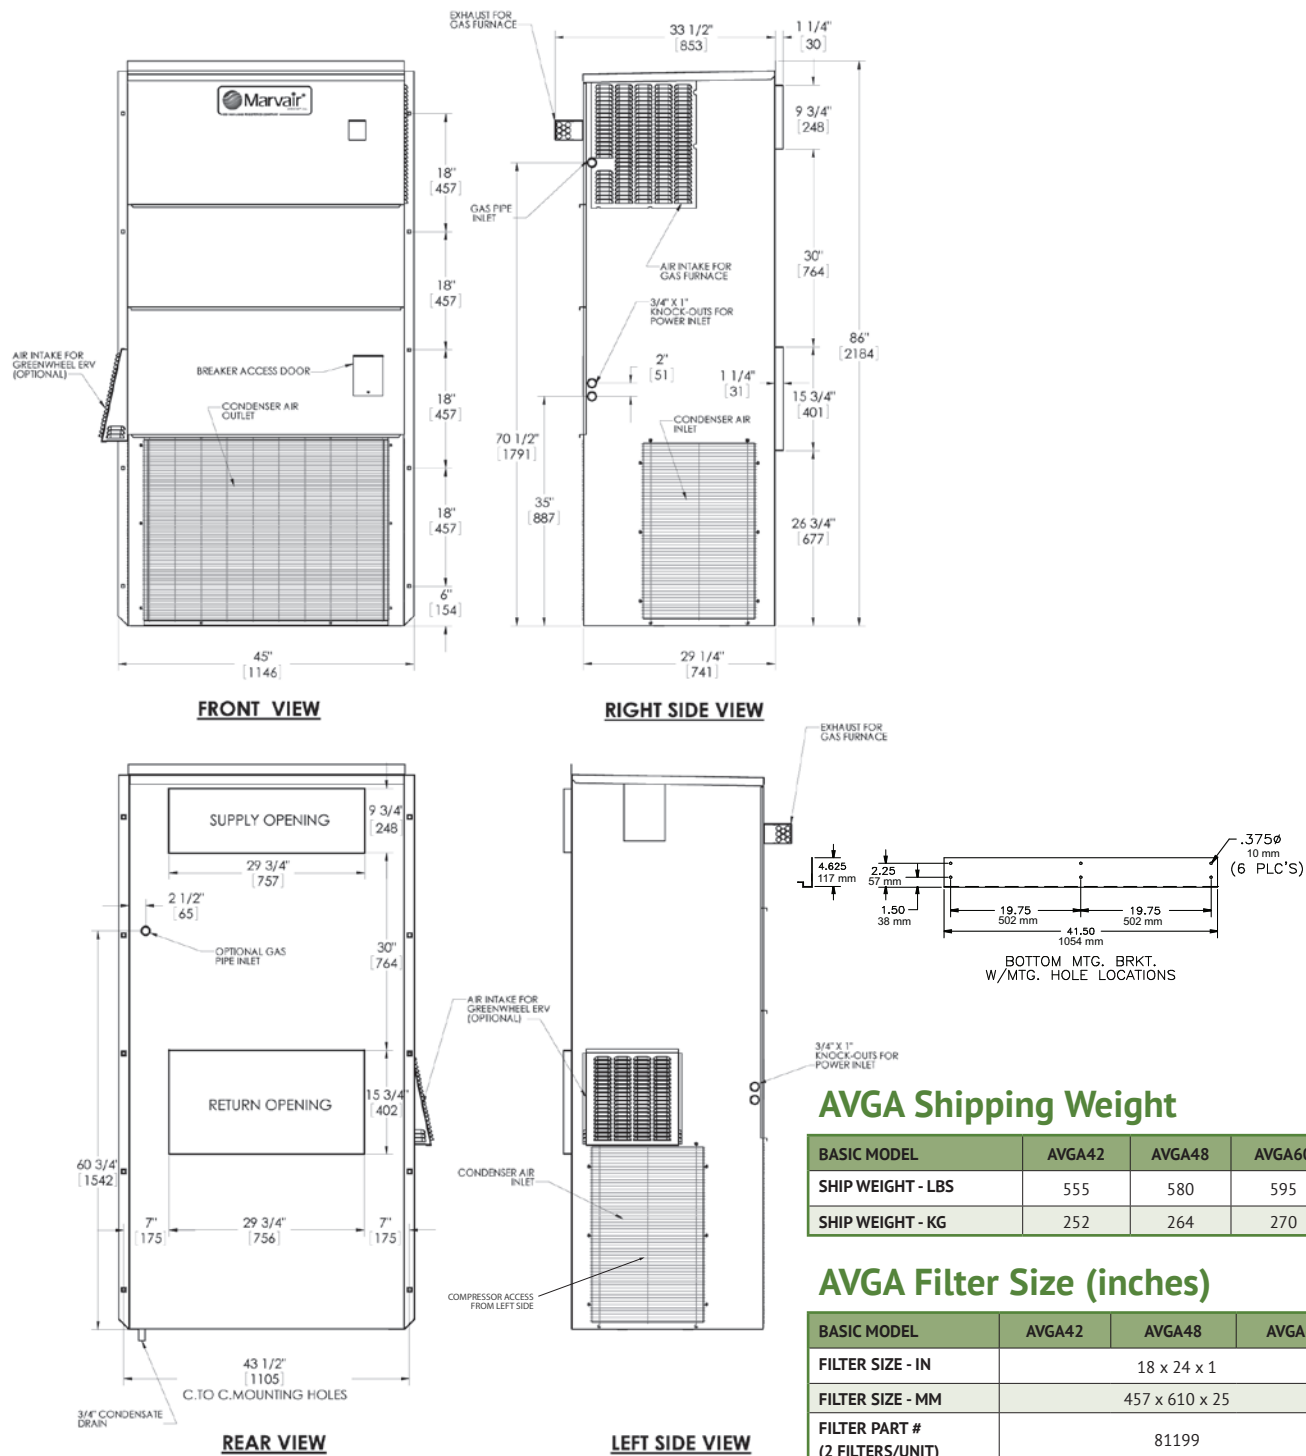 EXHAUST FOR
GAS FURNACE
33 1/2"
[853]
1 1/4"
[30]
Marvair®
9 3/4"
[248]
18"
[457]
GAS PIPE
INLET
AIR INTAKE FOR
GAS FURNACE
30"
[764]
3/4" X 1"
KNOCK-OUTS FOR
POWER INLET
18"
[457]
86"
[2184]
AIR INTAKE FOR
GREENWHEEL ERV
(OPTIONAL)
BREAKER ACCESS DOOR
2"
[51]
1 1/4"
[31]
15 3/4"
[401]
CONDENSER AIR
OUTLET
18"
[457]
CONDENSER AIR
INLET
70 1/2"
[1791]
35"
[887]
18"
[457]
26 3/4"
[677]
6"
[154]
45"
[1146]
29 1/4"
[741]
FRONT VIEW
RIGHT SIDE VIEW
SUPPLY OPENING
9 3/4"
[248]
29 3/4"
[757]
2 1/2"
[65]
OPTIONAL GAS
PIPE INLET
30"
[764]
RETURN OPENING
15 3/4"
[402]
60 3/4"
[1542]
7"
[175]
29 3/4"
[756]
7"
[175]
43 1/2"
[1105]
C.TO C.MOUNTING HOLES
3/4" CONDENSATE
DRAIN
REAR VIEW
EXHAUST FOR
GAS FURNACE
AIR INTAKE FOR
GREENWHEEL ERV
(OPTIONAL)
3/4" X 1"
KNOCK-OUTS FOR
POWER INLET
CONDENSER AIR
INLET
COMPRESSOR ACCESS
FROM LEFT SIDE
LEFT SIDE VIEW
4.625
117 mm
2.25
57 mm
1.50
38 mm
19.75
502 mm
19.75
502 mm
41.50
1054 mm
.375ø
10 mm
(6 PLC'S)
BOTTOM MTG. BRKT.
W/MTG. HOLE LOCATIONS
AVGA Shipping Weight
BASIC MODEL AVGA42 AVGA48 AVGA60
SHIP WEIGHT - LBS 555 580 595
SHIP WEIGHT - KG 252 264 270
AVGA Filter Size (inches)
BASIC MODEL AVGA42 AVGA48 AVGA
FILTER SIZE - IN 18 x 24 x 1
FILTER SIZE - MM 457 x 610 x 25
FILTER PART # 81199
(2 FILTERS/UNIT)